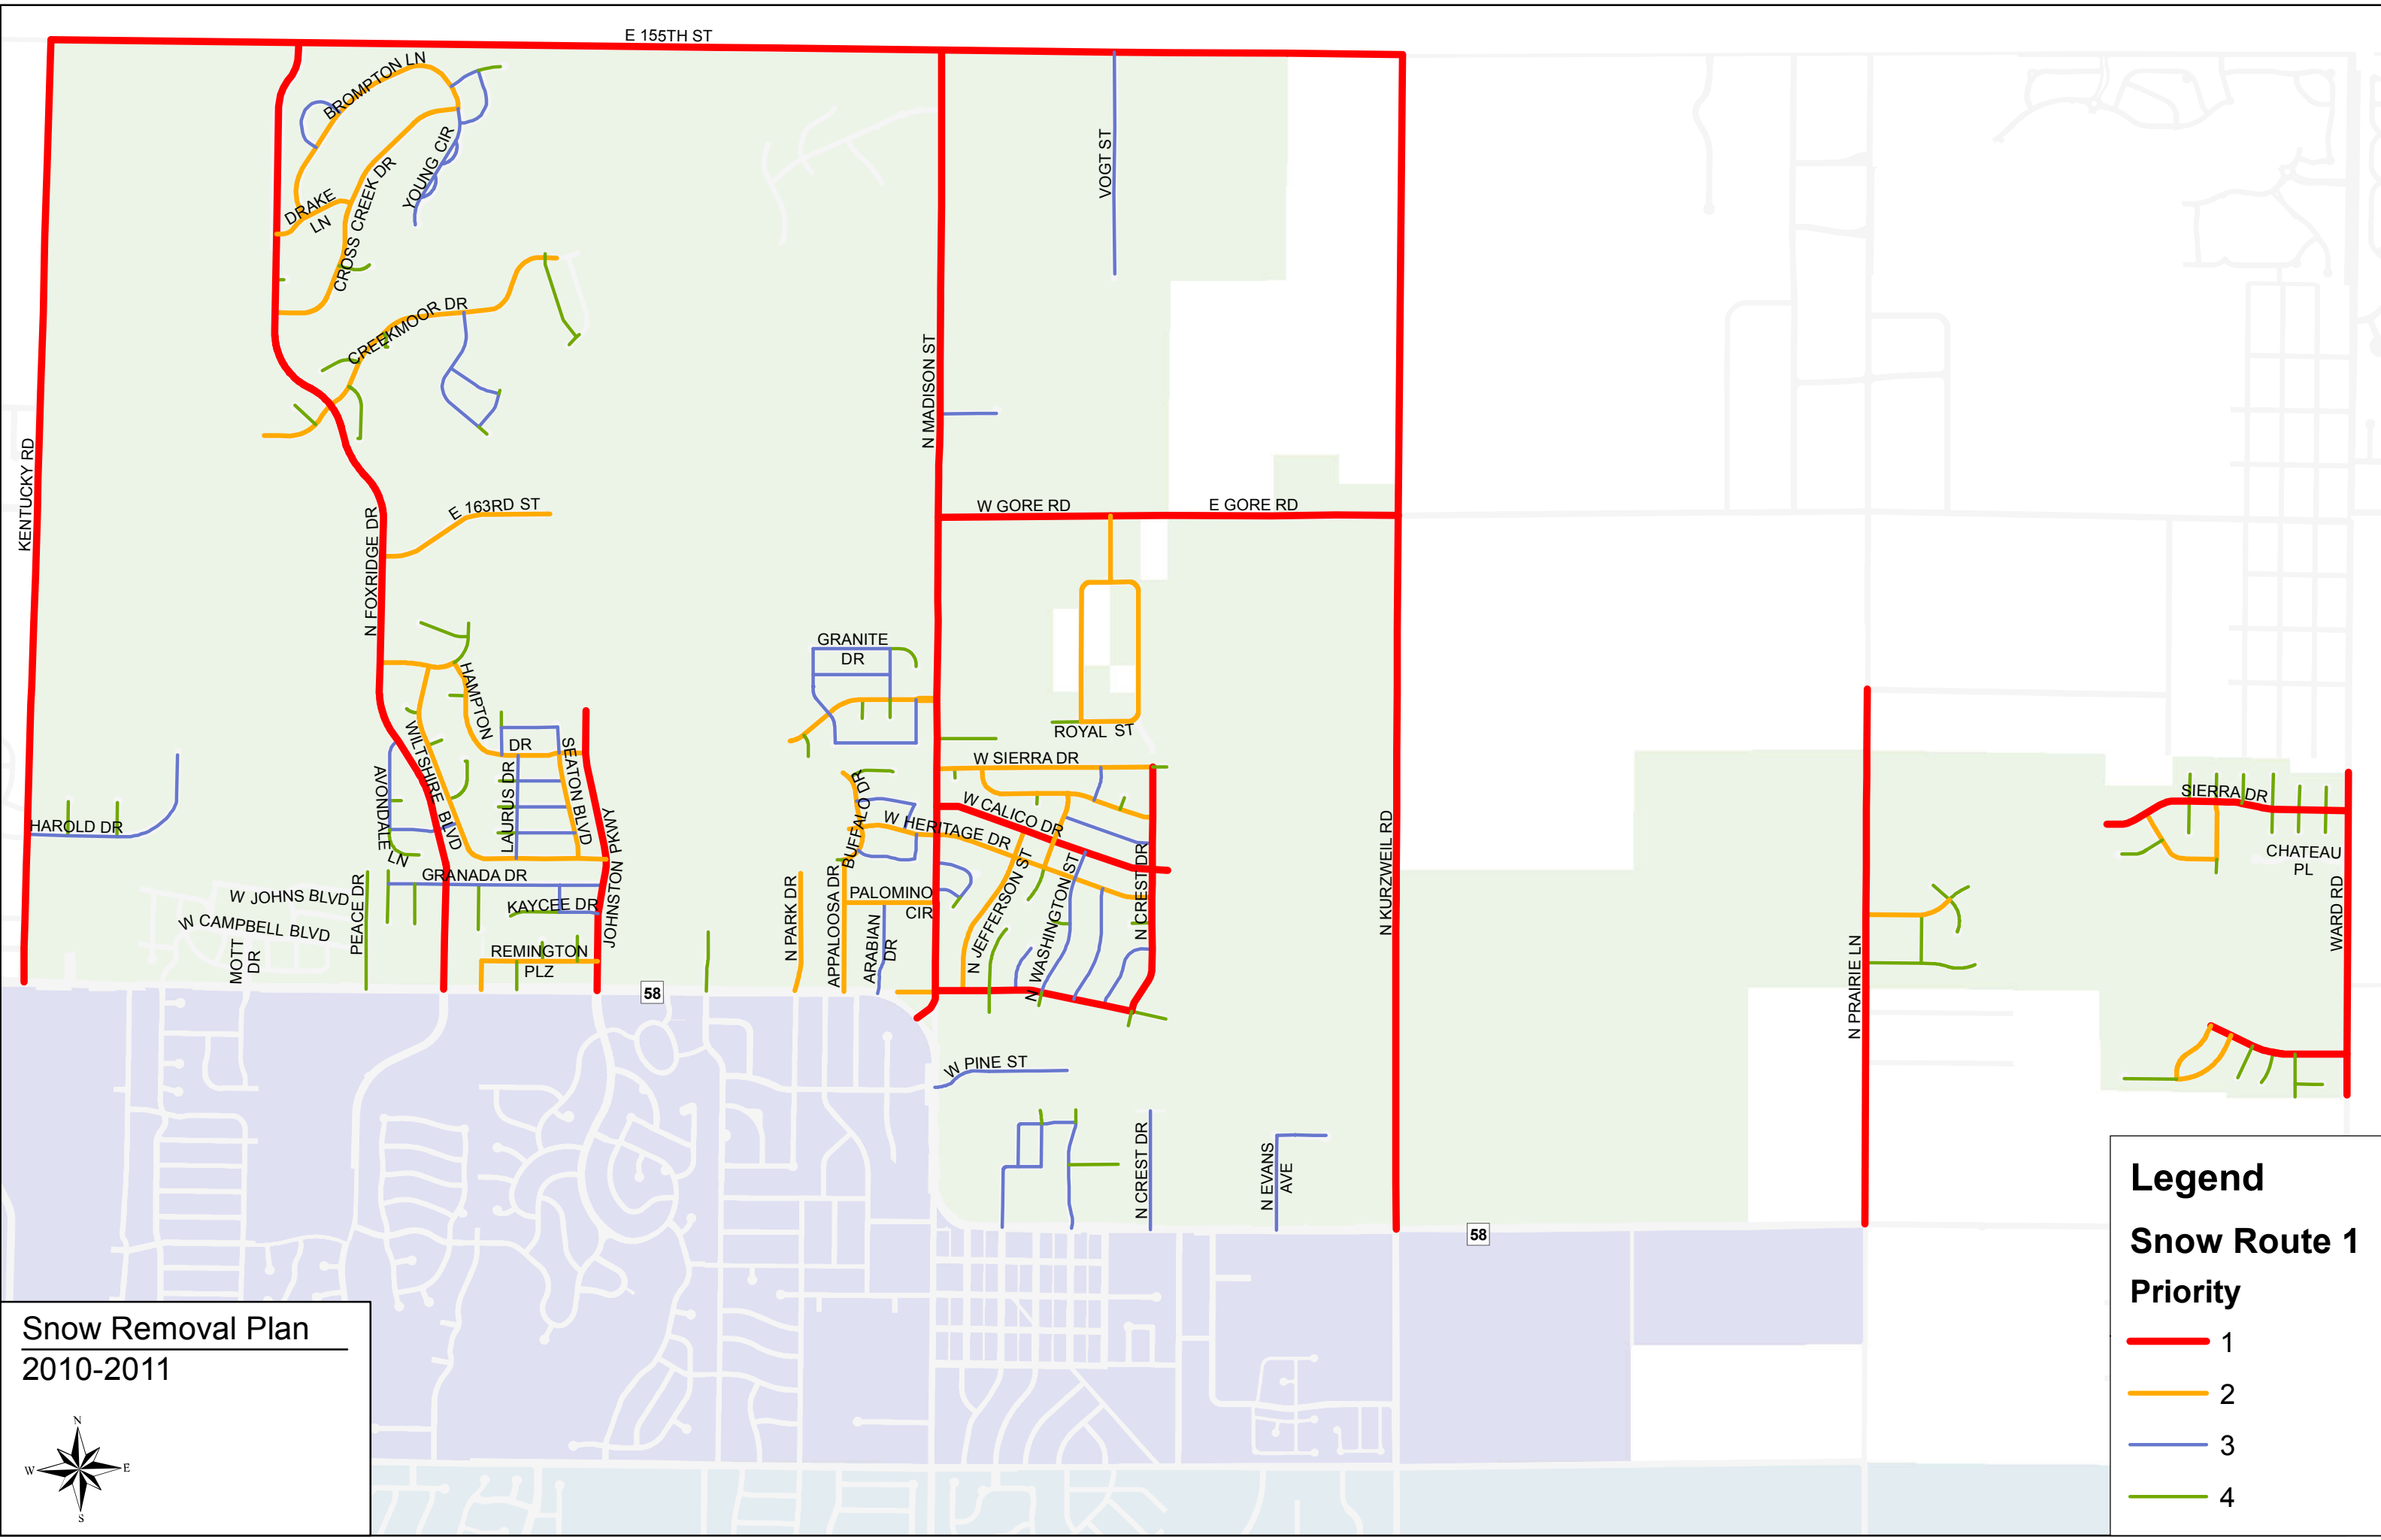 E 155TH ST
BROMPTON LN
YOUNG CIR
VOGT ST
DRAKE
LN
CROSS CREEK DR
CREEKMOOR DR
N MADISON ST
KENTUCKY RD
E 163RD ST
W GORE RD
E GORE RD
N FOXRIDGE DR
GRANITE
DR
HAMPTON
DR
ROYAL ST
W SIERRA DR
WILTSHIRE BLVD
SEATON BLVD
AVONDALE
LN
LAURUS DR
BUFFALO DR
W CALICO DR
W HERITAGE DR
HAROLD DR
JOHNSTON PKWY
N KURZWEIL RD
SIERRA DR
CHATEAU
PL
WARD RD
GRANADA DR
PEACE DR
W JOHNS BLVD
W CAMPBELL BLVD
MOTT
DR
KAYCEE DR
REMINGTON
PLZ
N PARK DR
APPALOOSA DR
PALOMINO
CIR
ARABIAN
DR
N JEFFERSON ST
N WASHINGTON ST
N CREST DR
N PRAIRIE LN
58
W PINE ST
N CREST DR
N EVANS
AVE
58
Legend
Snow Route 1
Priority
1
2
3
4
Snow Removal Plan
2010-2011
N
W
E
S